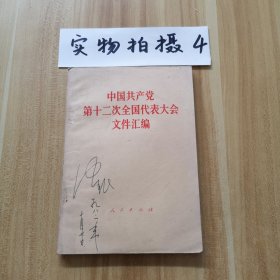 实物拍摄4
中国共产党
第十二次全国代表大会
文件汇编
人民出版社